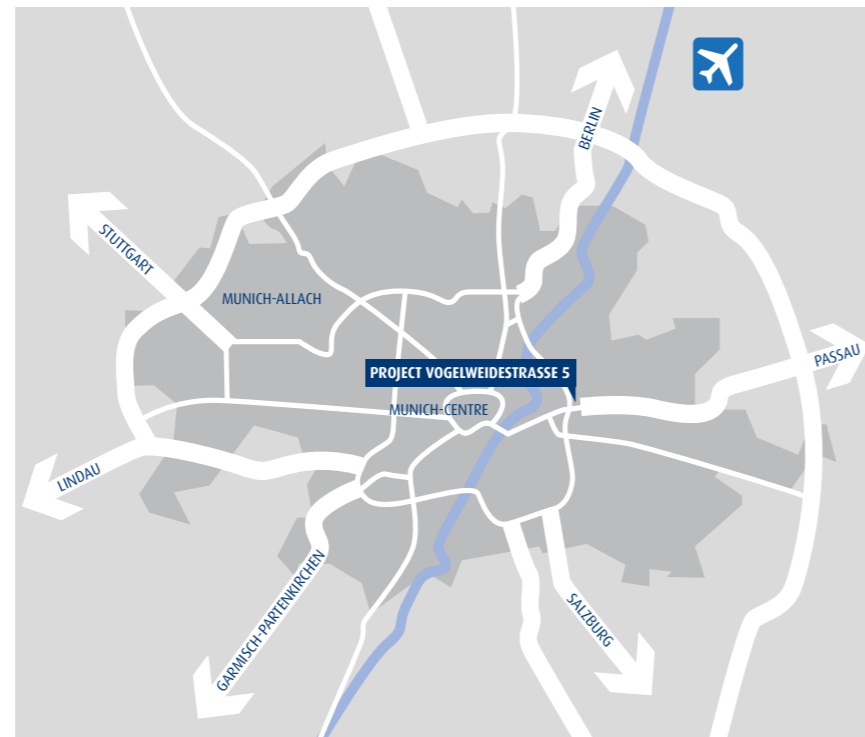 BERLIN
STUTTGART
MUNICH-ALLACH
PASSAU
PROJECT VOGELWEIDESTRASSE 5
MUNICH-CENTRE
LINDAU
GARMISCH-PARTENKIRCHEN
SALZBURG